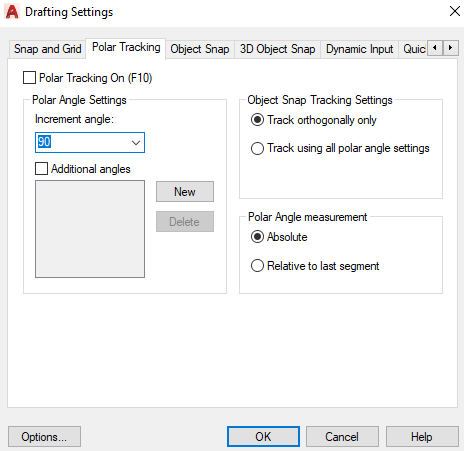 Drafting Settings
Snap and Grid Polar Tracking Object Snap 3D Object Snap Dynamic Input Quic
Polar Tracking On (F10)
Polar Angle Settings
Increment angle:
90
Additional angles
New
Delete
Object Snap Tracking Settings
Track orthogonally only
Track using all polar angle settings
Polar Angle measurement
Absolute
Relative to last segment
Options... OK Cancel Help